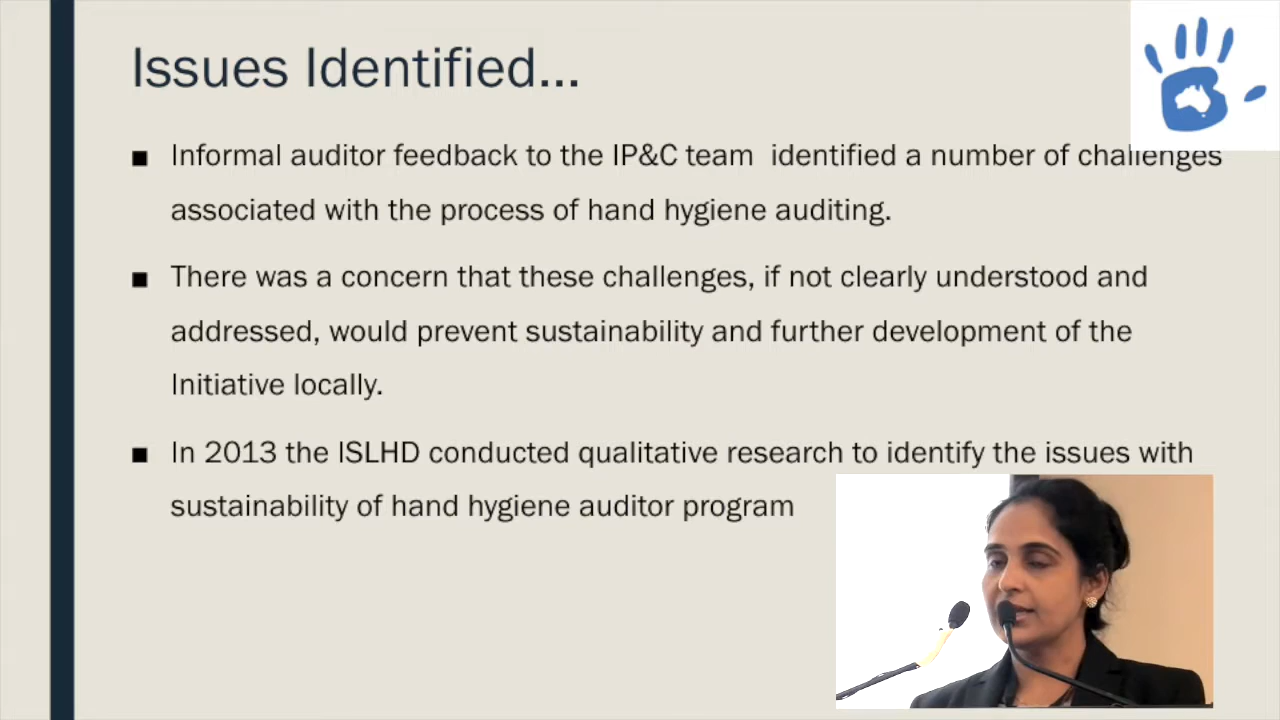 Issues Identified...
■ Informal auditor feedback to the IP&C team identified a number of challenges
associated with the process of hand hygiene auditing.
■ There was a concern that these challenges, if not clearly understood and
addressed, would prevent sustainability and further development of the
Initiative locally.
■ In 2013 the ISLHD conducted qualitative research to identify the issues with
sustainability of hand hygiene auditor program